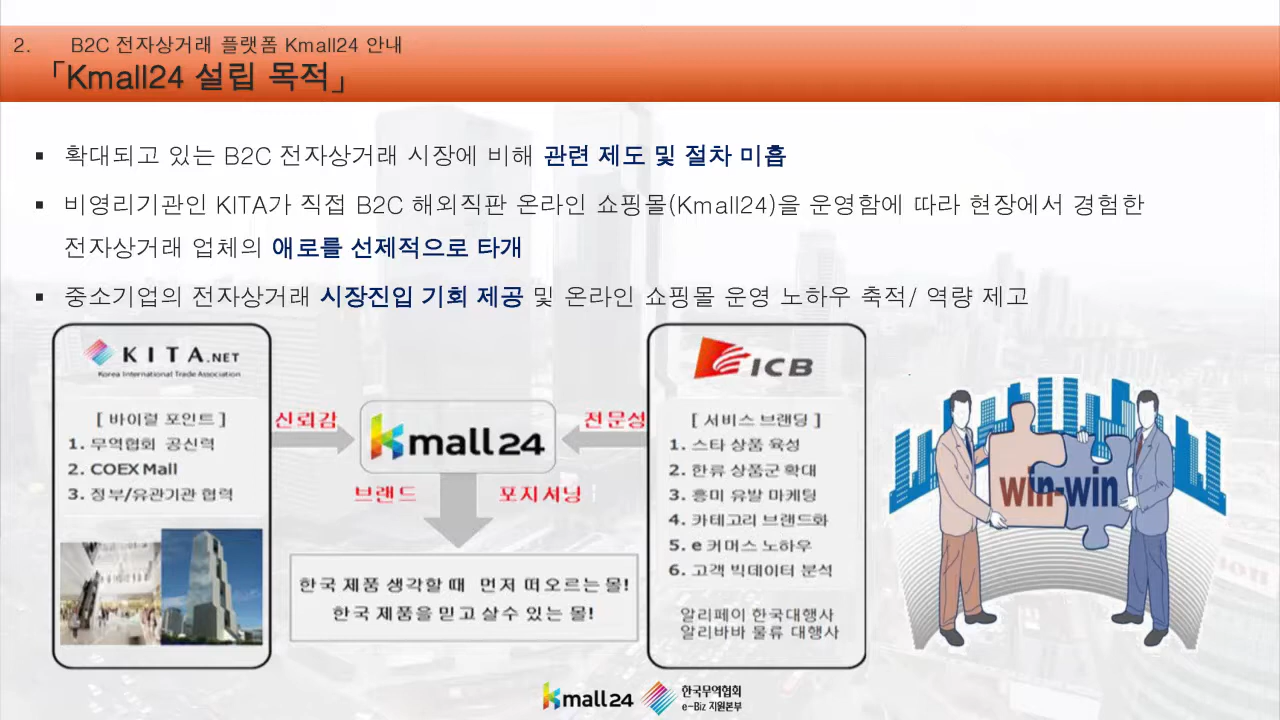 2. B2C 전자상거래 플랫폼 Kmall24 안내
「Kmall24 설립 목적」
▪ 확대되고 있는 B2C 전자상거래 시장에 비해 관련 제도 및 절차 미흡
▪ 비영리기관인 KITA가 직접 B2C 해외직판 온라인 쇼핑몰(Kmall24)을 운영함에 따라 현장에서 경험한
전자상거래 업체의 애로를 선제적으로 타개
▪ 중소기업의 전자상거래 시장진입 기회 제공 및 온라인 쇼핑몰 운영 노하우 축적/ 역량 제고
KITA.NET
Korea International Trade Association
[ 바이럴 포인트 ]
1. 무역협회 공신력
2. COEX Mall
3. 정부/유관기관 협력
신뢰감
kmall24
전문성
브랜드 포지셔닝
한국 제품 생각할 때 먼저 떠오르는 몰!
한국 제품을 믿고 살수 있는 몰!
ICB
[ 서비스 브랜딩 ]
1. 스타 상품 육성
2. 한류 상품군 확대
3. 흥미 유발 마케팅
4. 카테고리 브랜드화
5. e 커머스 노하우
6. 고객 빅데이터 분석
알리페이 한국대행사
알리바바 물류 대행사
win-win
kmall24
한국무역협회
e-Biz 지원본부